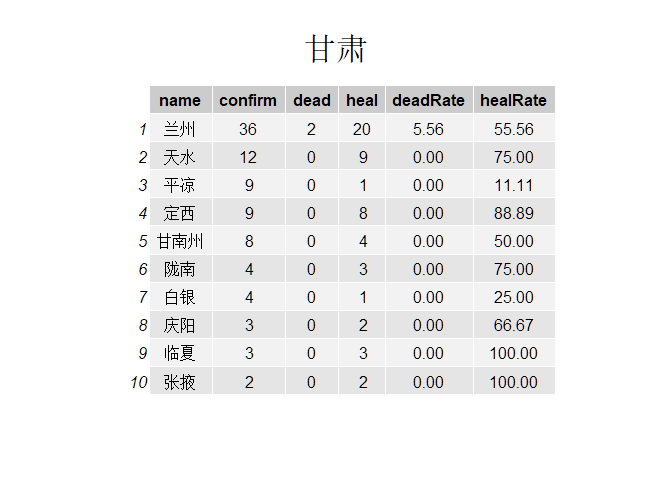 甘肃
name confirm dead heal deadRate healRate
1 兰州 36 2 20 5.56 55.56
2 天水 12 0 9 0.00 75.00
3 平凉 9 0 1 0.00 11.11
4 定西 9 0 8 0.00 88.89
5 甘南州 8 0 4 0.00 50.00
6 陇南 4 0 3 0.00 75.00
7 白银 4 0 1 0.00 25.00
8 庆阳 3 0 2 0.00 66.67
9 临夏 3 0 3 0.00 100.00
10 张掖 2 0 2 0.00 100.00